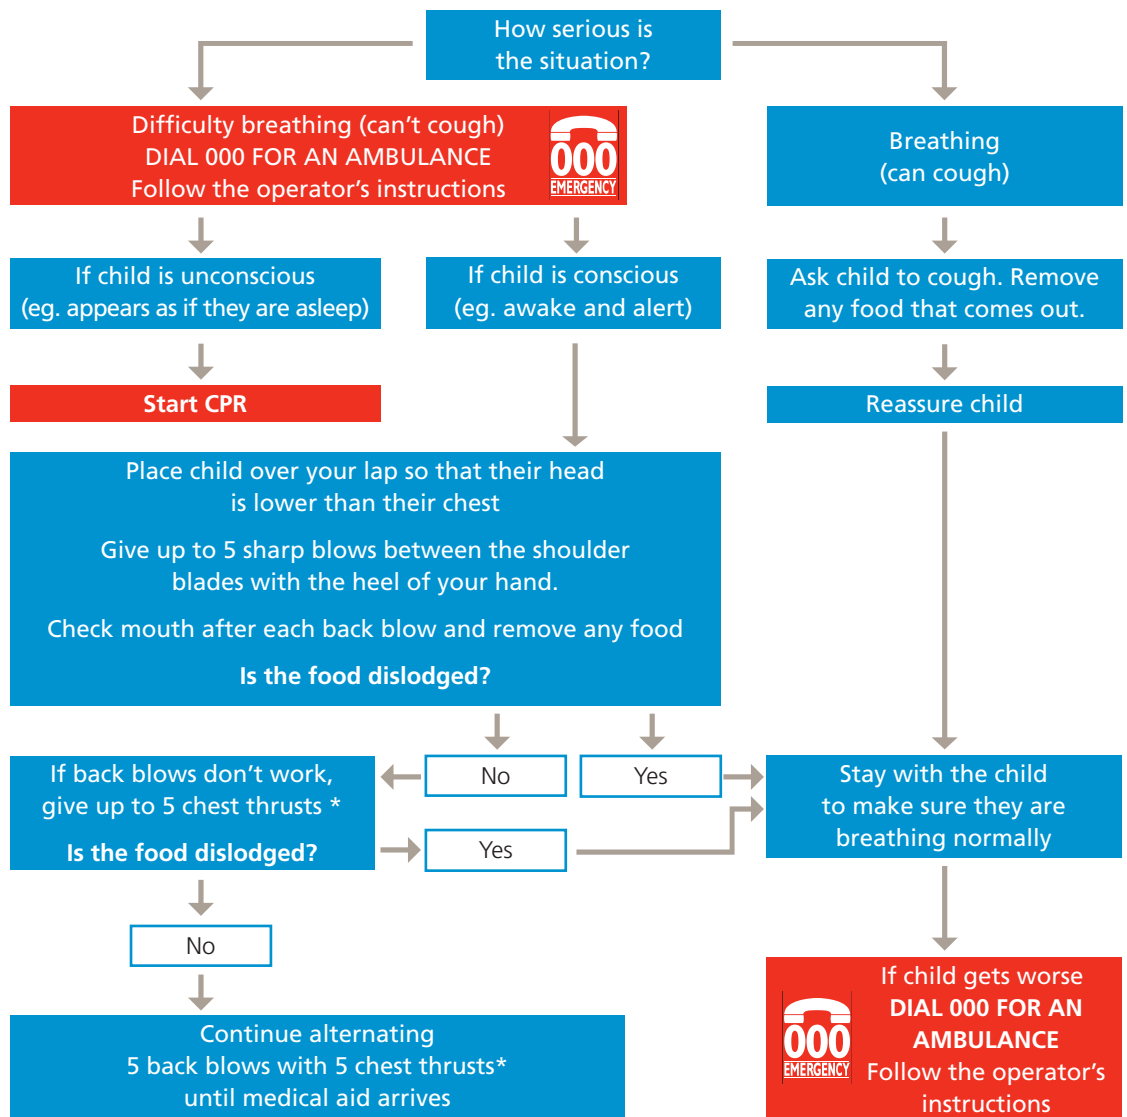 How serious is
the situation?
Difficulty breathing (can't cough)
DIAL 000 FOR AN AMBULANCE
Follow the operator's instructions
000
EMERGENCY
Breathing
(can cough)
If child is unconscious
(eg. appears as if they are asleep)
If child is conscious
(eg. awake and alert)
Ask child to cough. Remove
any food that comes out.
Start CPR
Reassure child
Place child over your lap so that their head
is lower than their chest
Give up to 5 sharp blows between the shoulder
blades with the heel of your hand.
Check mouth after each back blow and remove any food
Is the food dislodged?
No
Yes
If back blows don't work,
give up to 5 chest thrusts *
Is the food dislodged?
Yes
Stay with the child
to make sure they are
breathing normally
No
Continue alternating
5 back blows with 5 chest thrusts*
until medical aid arrives
000
EMERGENCY
If child gets worse
DIAL 000 FOR AN
AMBULANCE
Follow the operator's
instructions